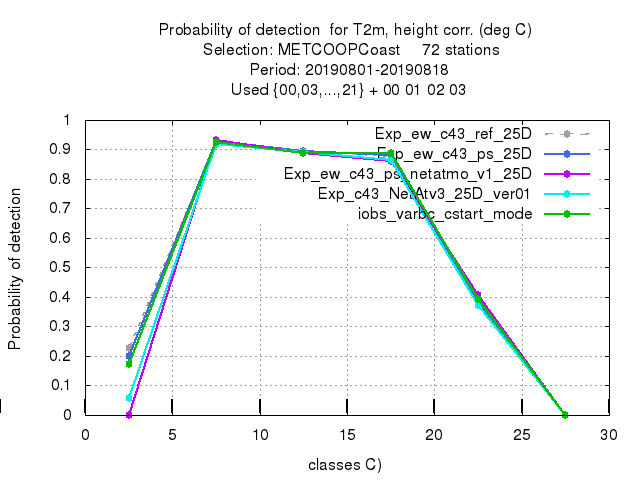 Probability of detection  for T2m, height corr. (deg C)
Selection: METCOOPCoast     72 stations
Period: 20190801-20190818
Used {00,03,...,21} + 00 01 02 03
Exp_ew_c43_ref_25D
Exp_ew_c43_ps_25D
Exp_ew_c43_ps_netatmo_v1_25D
Exp_c43_NetAtv3_25D_ver01
iobs_varbc_cstart_mode
Probability of detection
1
0.9
0.8
0.7
0.6
0.5
0.4
0.3
0.2
0.1
0
0 5 10 15 20 25 30
classes C)